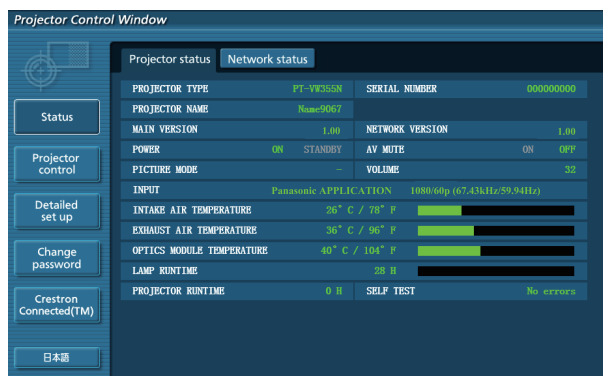 Projector Control Window
Projector status Network status
Status
Projector control
Detailed set up
Change password
Crestron Connected(TM)
日本語
PROJECTOR TYPE PT-VW355N SERIAL NUMBER 000000000
PROJECTOR NAME Name9067
MAIN VERSION 1.00 NETWORK VERSION 1.00
POWER ON STANDBY AV MUTE ON OFF
PICTURE MODE – VOLUME 32
INPUT Panasonic APPLICATION 1080/60p (67.43kHz/59.94Hz)
INTAKE AIR TEMPERATURE 26° C / 78° F
EXHAUST AIR TEMPERATURE 36° C / 96° F
OPTICS MODULE TEMPERATURE 40° C / 104° F
LAMP RUNTIME 28 H
PROJECTOR RUNTIME 0 H SELF TEST No errors